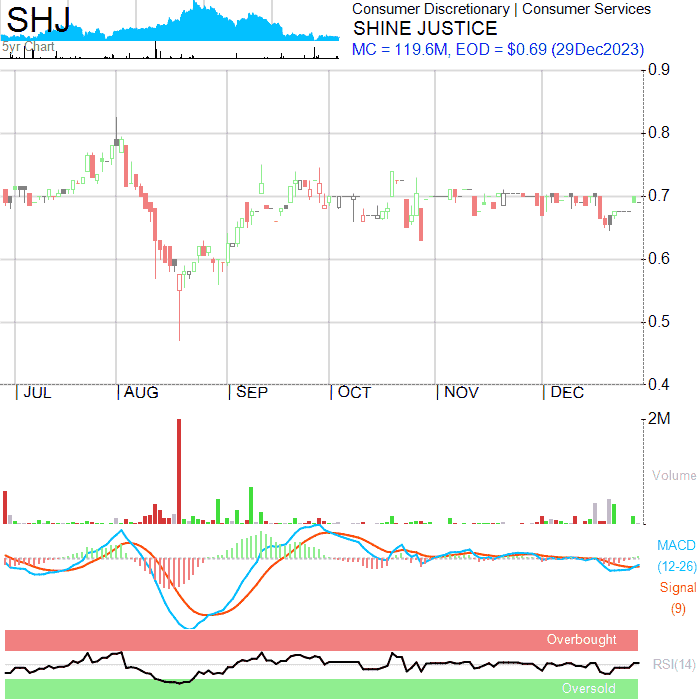 SHJ
5yr Chart
Consumer Discretionary | Consumer Services
SHINE JUSTICE
MC = 119.6M, EOD = $0.69 (29Dec2023)
0.9
0.8
0.7
0.6
0.5
0.4
JUL
AUG
SEP
OCT
NOV
DEC
2M
Volume
MACD
(12-26)
Signal
(9)
Overbought
RSI(14)
Oversold